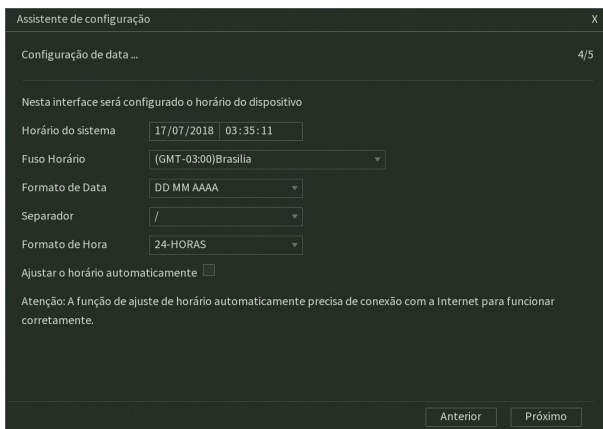 Assistente de configuração X
Configuração de data ... 4/5
Nesta interface será configurado o horário do dispositivo
Horário do sistema 17/07/2018 03:35:11
Fuso Horário (GMT-03:00)Brasilia
Formato de Data DD MM AAAA
Separador /
Formato de Hora 24-HORAS
Ajustar o horário automaticamente
Atenção: A função de ajuste de horário automaticamente precisa de conexão com a Internet para funcionar
corretamente.
Anterior Próximo